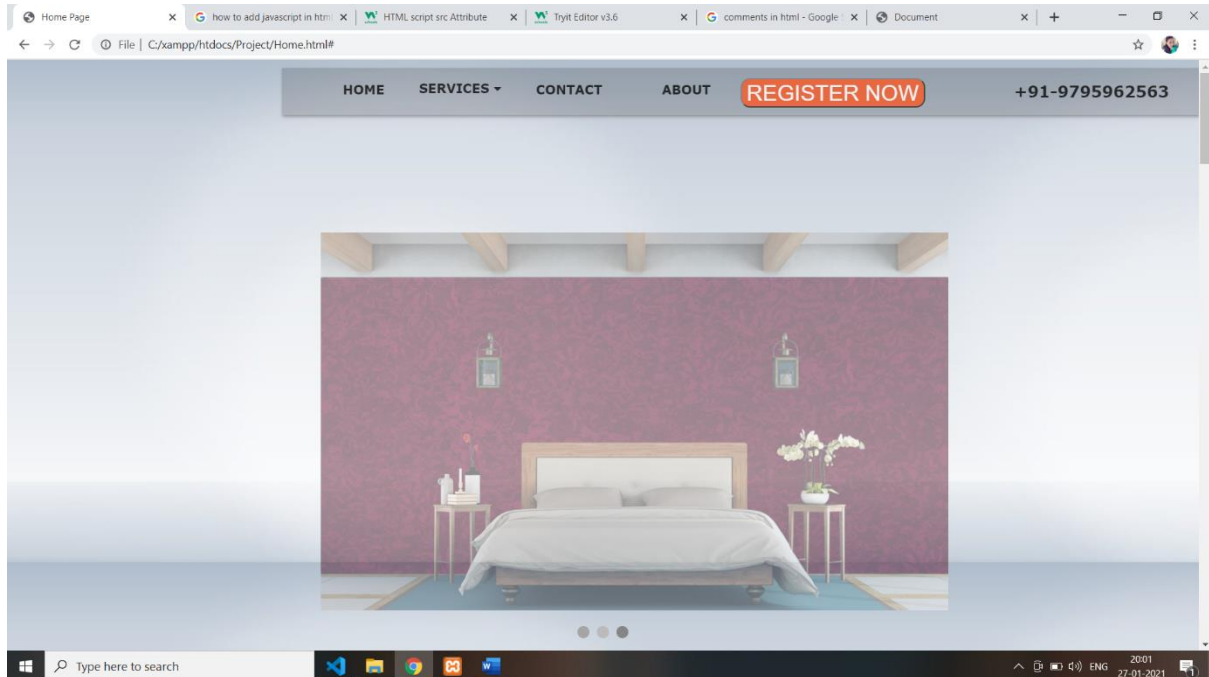 Home Page
how to add javascript in html
HTML script src Attribute
Tryit Editor v3.6
comments in html - Google
Document
File | C:/xampp/htdocs/Project/Home.html#
HOME SERVICES CONTACT ABOUT REGISTER NOW +91-9795962563
Type here to search
ENG
20:01
27-01-2021